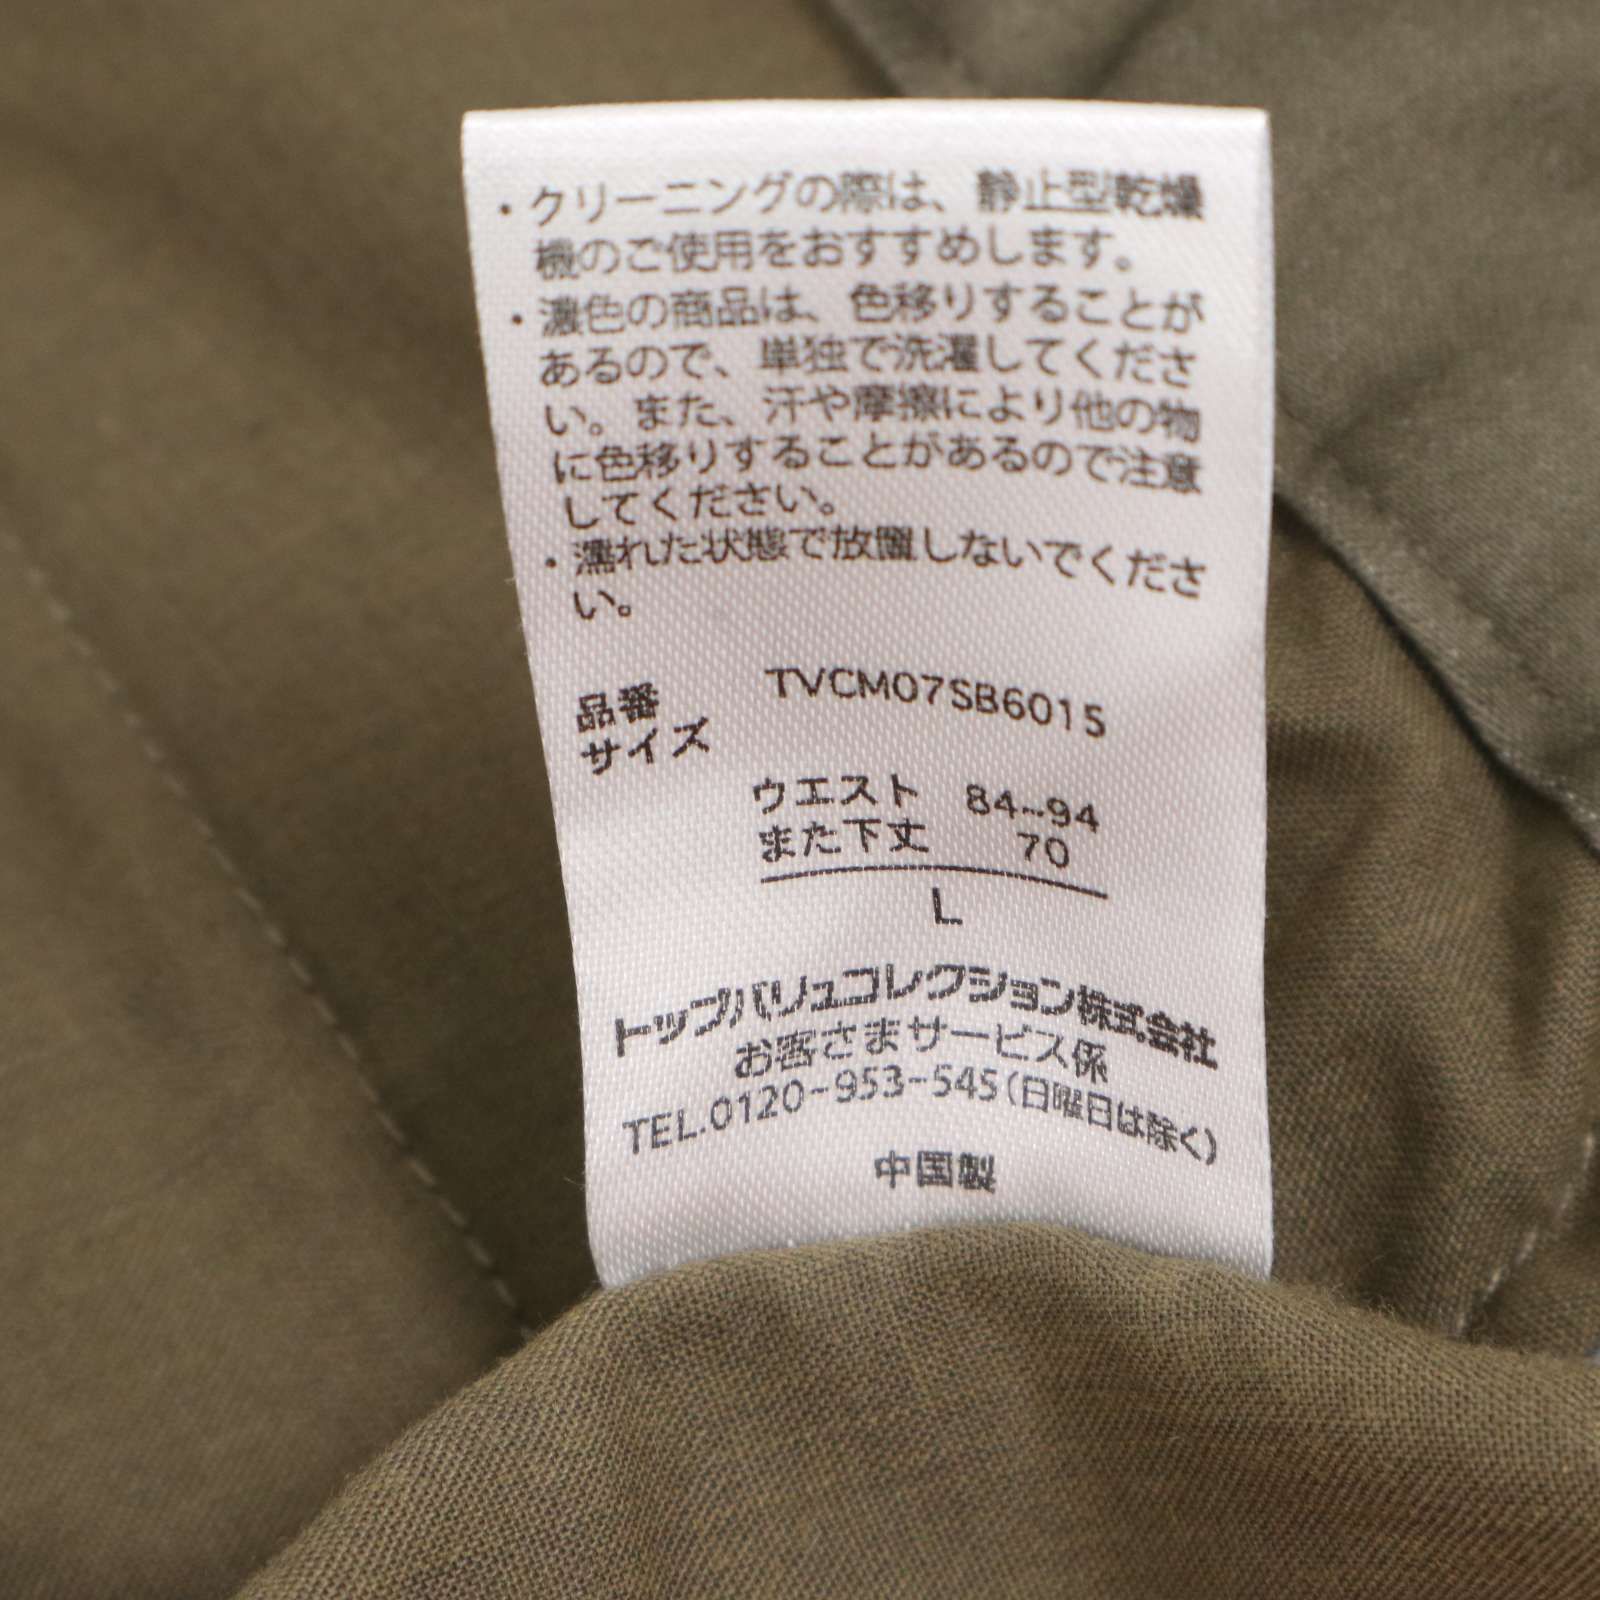 ・クリーニングの際は、静止型乾燥
機のご使用をおすすめします。
・濃色の商品は、色移りすることが
あるので、単独で洗濯してくださ
い。また、汗や摩擦により他の物
に色移りすることがあるので注意
してください。
・濡れた状態で放置しないでくださ
い。
品番 TVCM07SB6015
サイズ
ウエスト 84~94
また下丈 70
L
トップバリュコレクション株式会社
お客さまサービス係
TEL.0120-953-545(日曜日は除く)
中国製